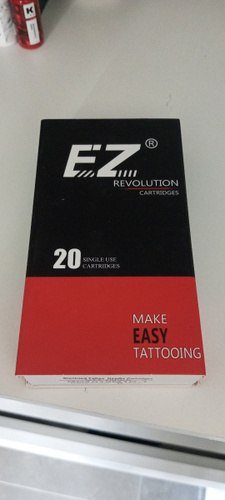 K
EZ®
REVOLUTION
CARTRIDGES
20 SINGLE USE
CARTRIDGES
MAKE
EASY
TATTOOING